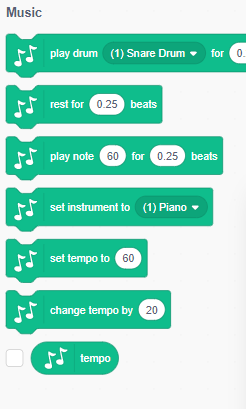 Music
play drum (1) Snare Drum for 0.
rest for 0.25 beats
play note 60 for 0.25 beats
set instrument to (1) Piano
set tempo to 60
change tempo by 20
tempo